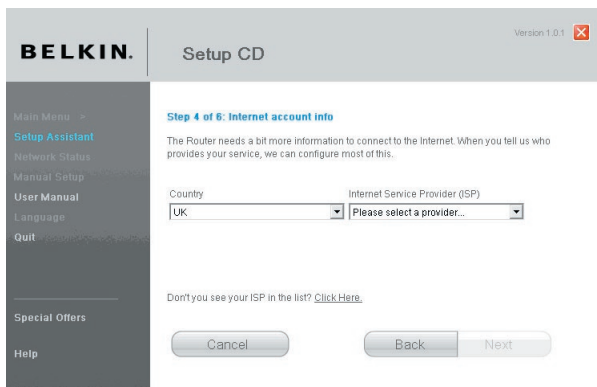 Version 1.0.1
BELKIN.
Setup CD
Main Menu >
Setup Assistant
Network Status
Manual Setup
User Manual
Language
Quit
Special Offers
Help
Step 4 of 6: Internet account info
The Router needs a bit more information to connect to the Internet. When you tell us who
provides your service, we can configure most of this.
Country
Internet Service Provider (ISP)
UK
Please select a provider...
Don't you see your ISP in the list? Click Here.
Cancel
Back
Next